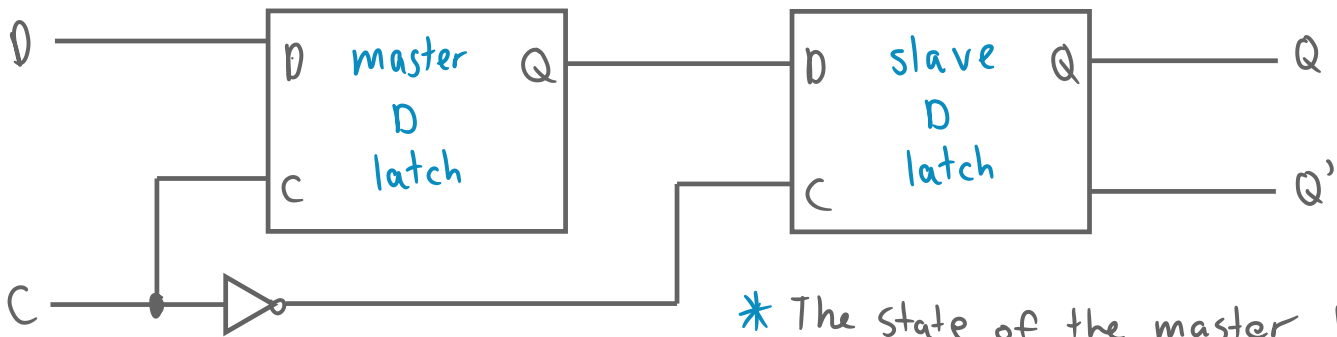 D
D master Q
D
latch
C
D slave Q
D
latch
C
Q
Q'
C
* The state of the master